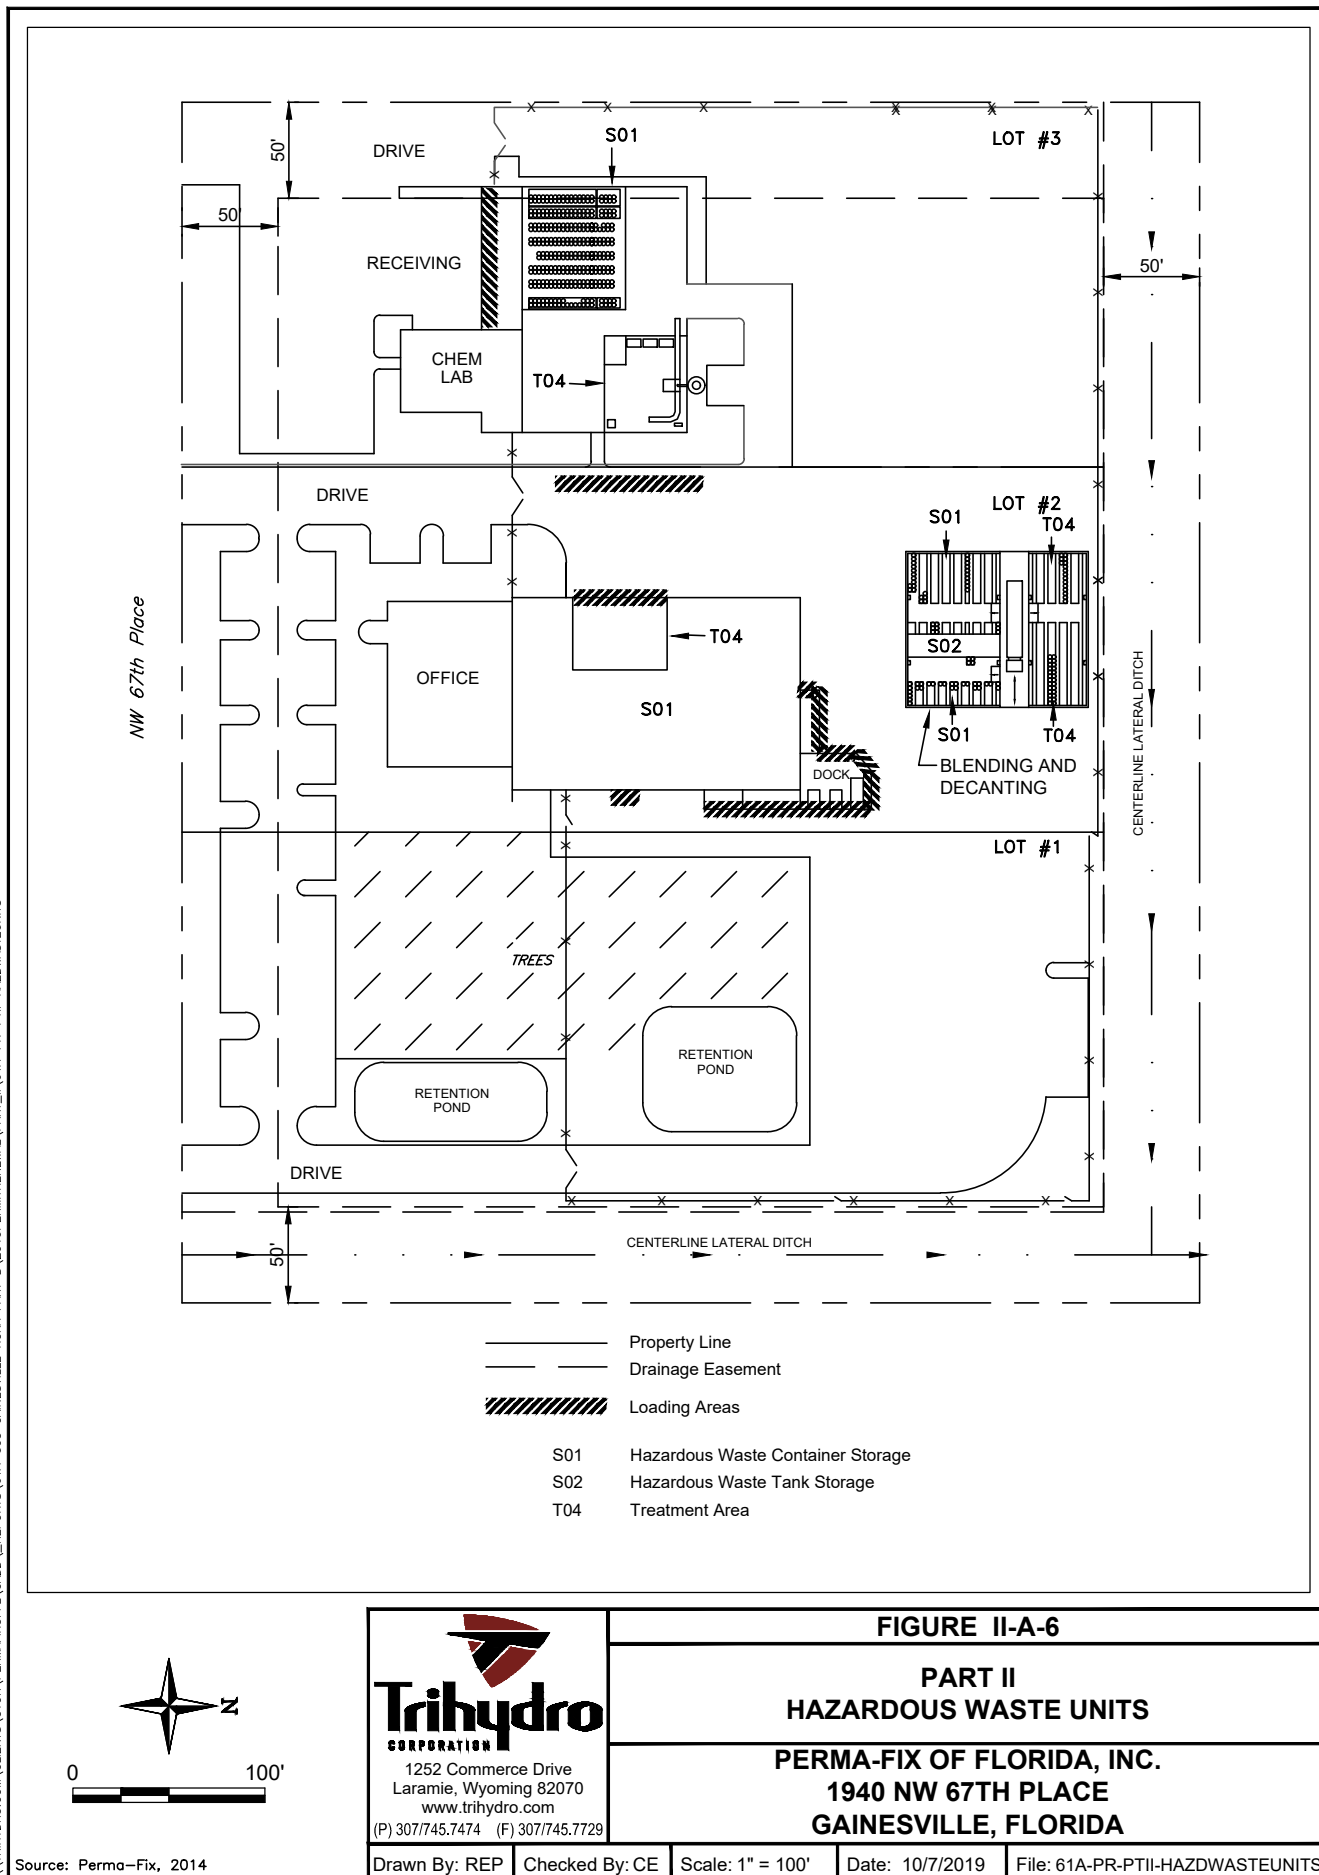 50'
DRIVE
S01
LOT #3
50'
RECEIVING
50'
CHEM
LAB
T04
DRIVE
LOT #2
S01
T04
NW 67th Place
T04
S02
OFFICE
S01
S01
T04
DOCK
BLENDING AND
DECANTING
CENTERLINE LATERAL DITCH
LOT #1
TREES
RETENTION
POND
RETENTION
POND
DRIVE
50'
CENTERLINE LATERAL DITCH
Property Line
Drainage Easement
Loading Areas
S01 Hazardous Waste Container Storage
S02 Hazardous Waste Tank Storage
T04 Treatment Area
N
0 100'
Source: Perma-Fix, 2014
Trihydro
CORPORATION
1252 Commerce Drive
Laramie, Wyoming 82070
www.trihydro.com
(P) 307/745.7474 (F) 307/745.7729
FIGURE II-A-6
PART II
HAZARDOUS WASTE UNITS
PERMA-FIX OF FLORIDA, INC.
1940 NW 67TH PLACE
GAINESVILLE, FLORIDA
Drawn By: REP Checked By: CE Scale: 1" = 100' Date: 10/7/2019 File: 61A-PR-PTII-HAZDWASTEUNITS